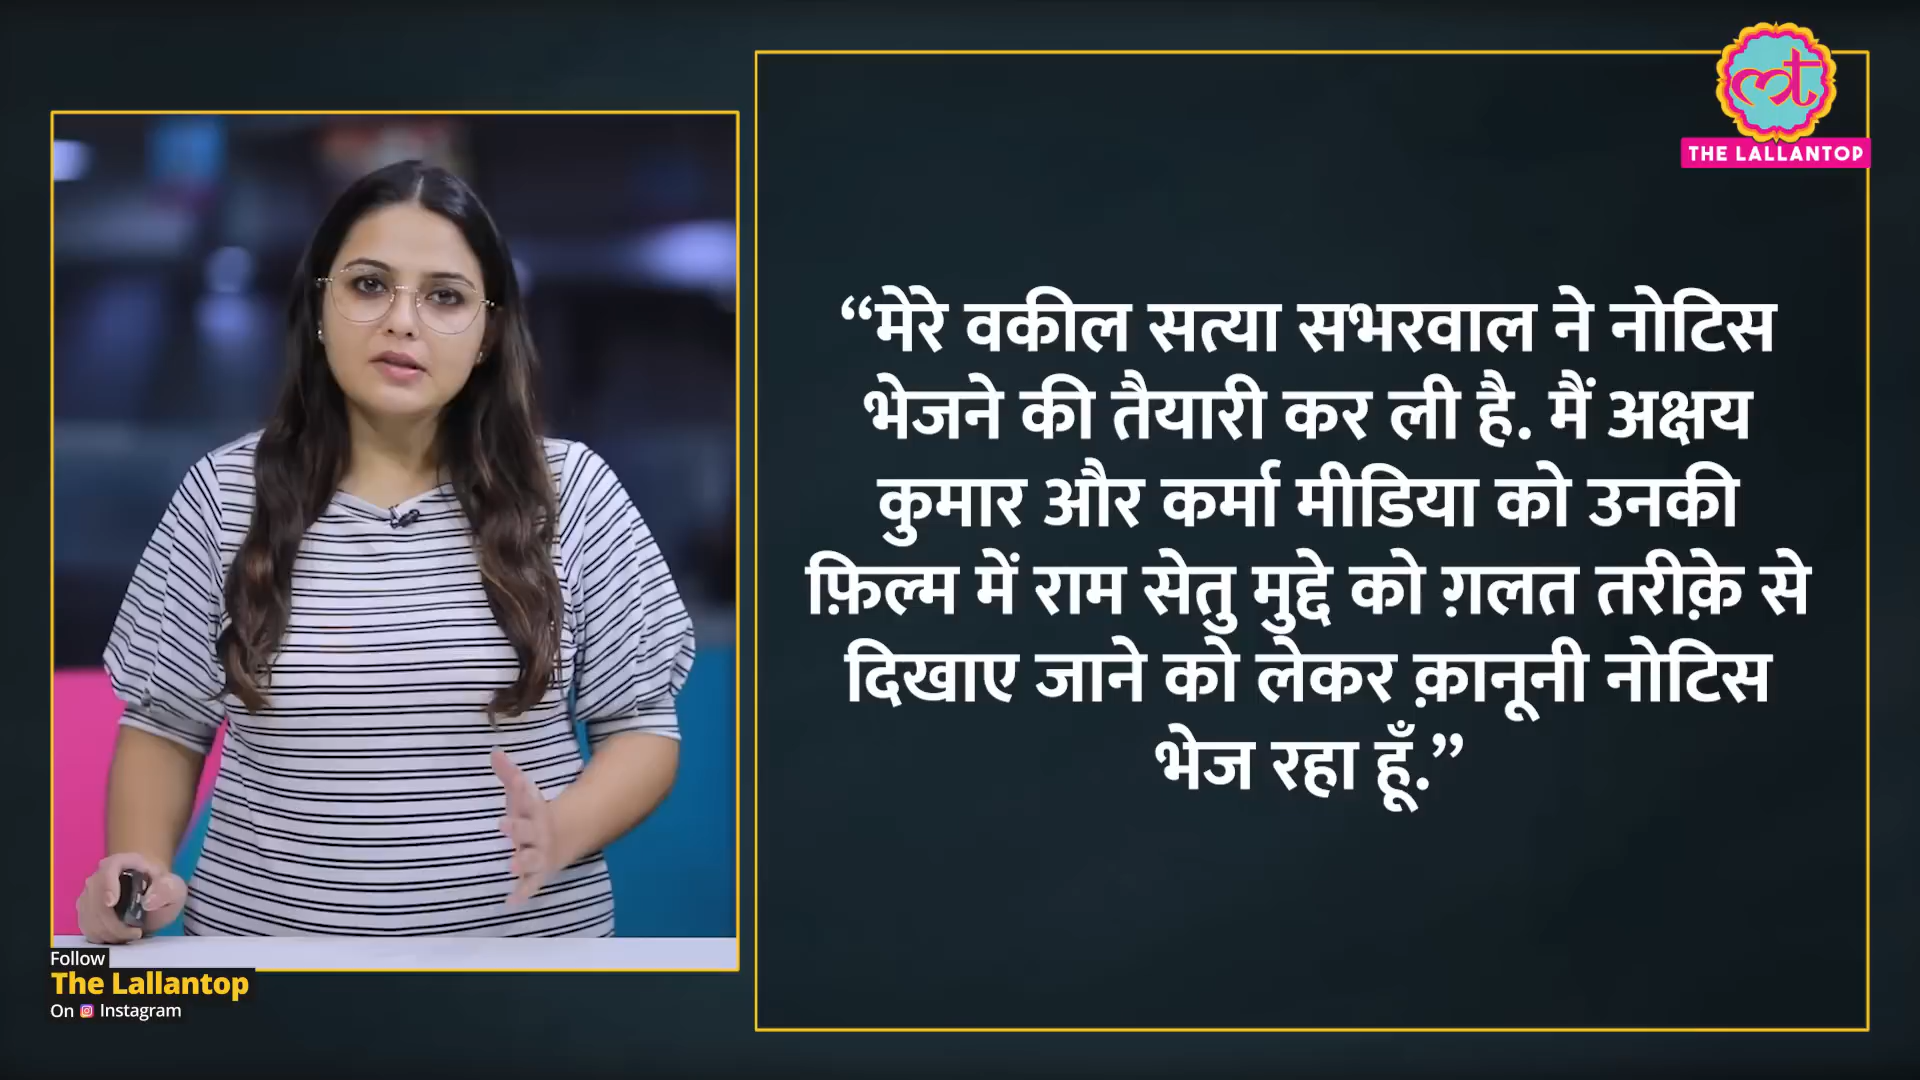 THE LALLANTOP
“मेरे वकील सत्या सभरवाल ने नोटिस
भेजने की तैयारी कर ली है. मैं अक्षय
कुमार और कर्मा मीडिया को उनकी
फ़िल्म में राम सेतु मुद्दे को ग़लत तरीक़े से
दिखाए जाने को लेकर क़ानूनी नोटिस
भेज रहा हूँ.”
Follow
The Lallantop
On Instagram